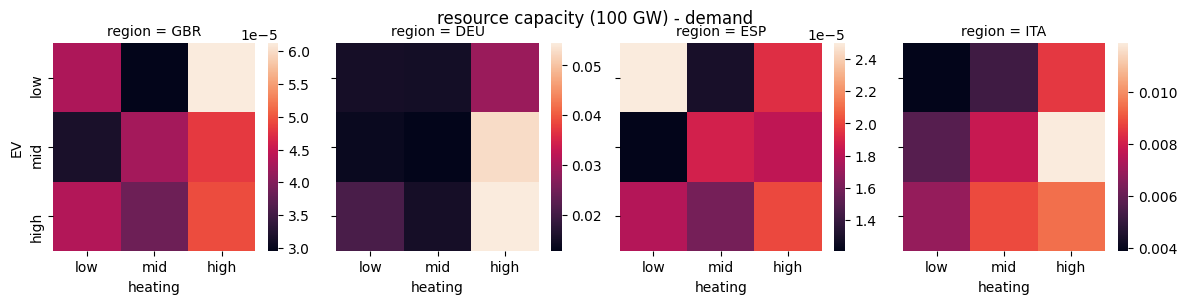 resource capacity (100 GW) - demand
region = GBR
1e−5
region = DEU
region = ESP
1e−5
region = ITA
EV
low
mid
high
low
mid
high
heating
6.0
5.5
5.0
4.5
4.0
3.5
3.0
low
mid
high
heating
0.05
0.04
0.03
0.02
low
mid
high
heating
2.4
2.2
2.0
1.8
1.6
1.4
low
mid
high
heating
0.010
0.008
0.006
0.004